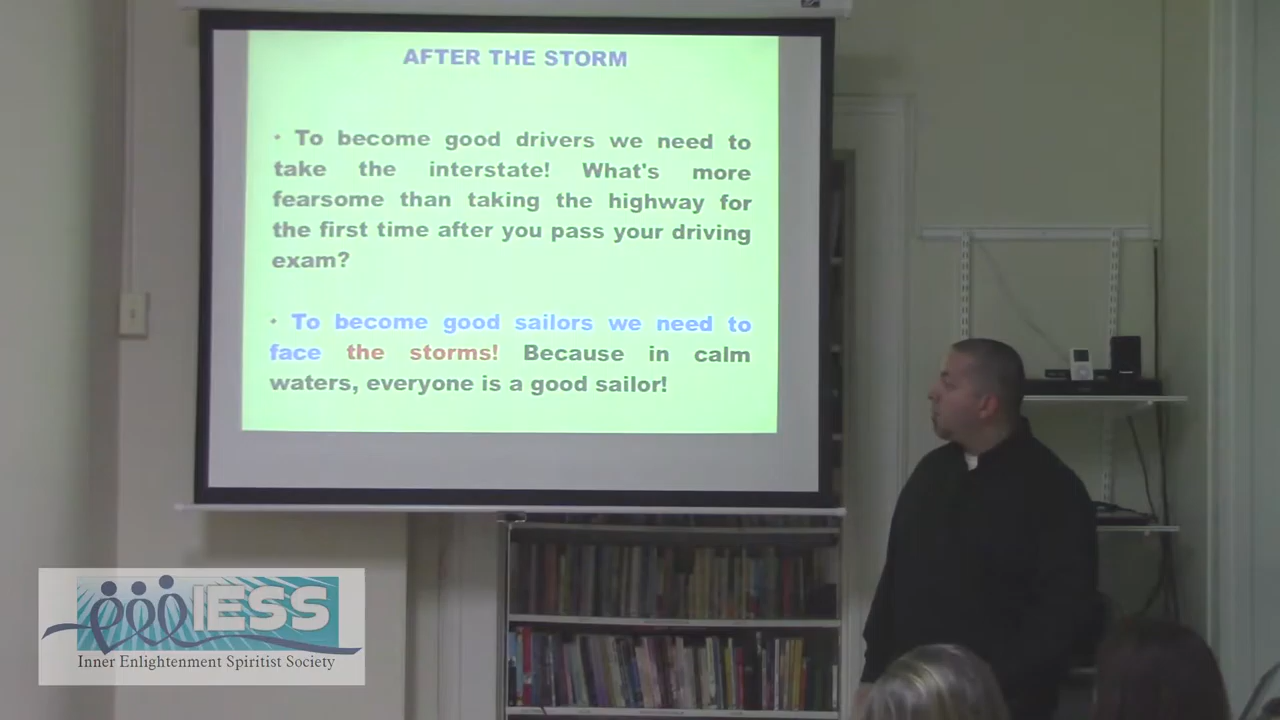 AFTER THE STORM
• To become good drivers we need to
take the interstate! What's more
fearsome than taking the highway for
the first time after you pass your driving
exam?
• To become good sailors we need to
face the storms! Because in calm
waters, everyone is a good sailor!
IESS
Inner Enlightenment Spiritist Society